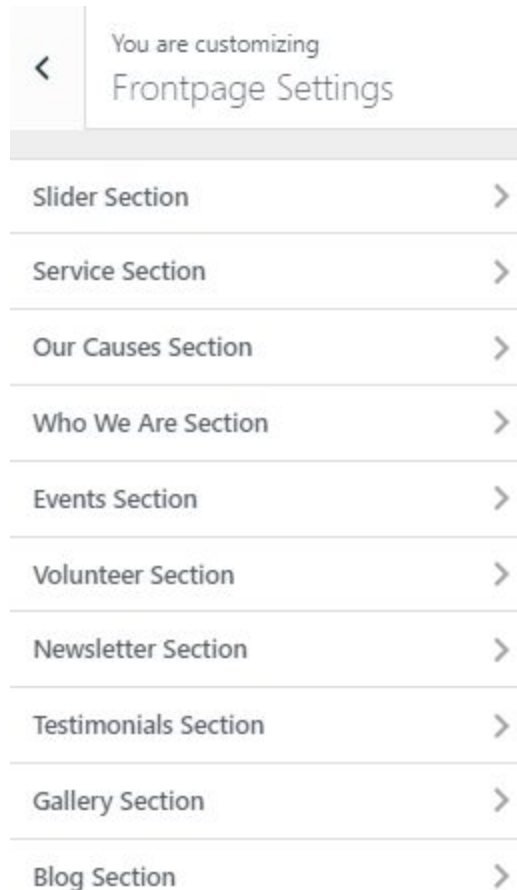 You are customizing
Frontpage Settings
Slider Section
Service Section
Our Causes Section
Who We Are Section
Events Section
Volunteer Section
Newsletter Section
Testimonials Section
Gallery Section
Blog Section